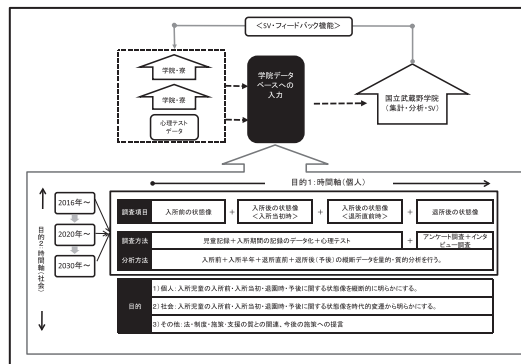 ＜SV・フィードバック機能＞
学院・寮
学院・寮
心理テスト
データ
学院データ
ベースへの
入力
国立武蔵野学院
（集計・分析・SV）
目的1：時間軸（個人）
目的2：時間軸（社会）
2016年～
2020年～
2030年～
調査項目
入所前の状態像
+
入所後の状態像
＜入所当初時＞
+
入所後の状態像
＜退所直前時＞
+
退所後の状態像
調査方法
児童記録＋入所期間の記録のデータ化＋心理テスト
+
アンケート調査＋インタ
ビュー調査
分析方法
入所前＋入所半年＋退所直前＋退所後（予後）の縦断データを量的・質的分析を行う。
目的
1）個人：入所児童の入所前・入所当初・退園時・予後に関する状態像を縦断的に明らかにする。
2）社会：入所児童の入所前・入所当初・退園時・予後に関する状態像を時代的変遷から明らかにする。
3）その他：法・制度・施策・支援の質との関連、今後の施策への提言